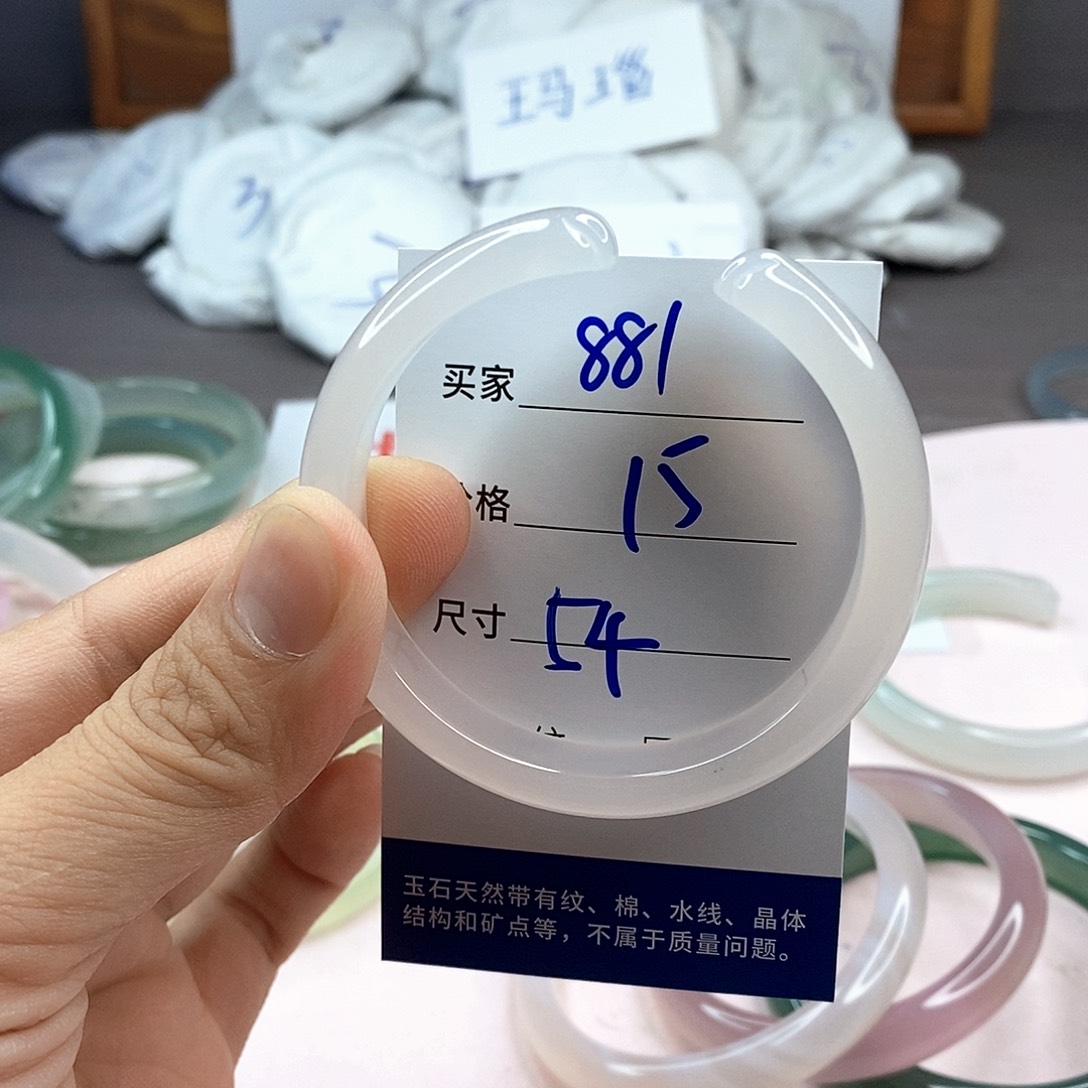 王玛瑙
买家 881
格 15
尺寸 54
玉石天然带有纹、棉、水线、晶体
结构和矿点等，不属于质量问题。